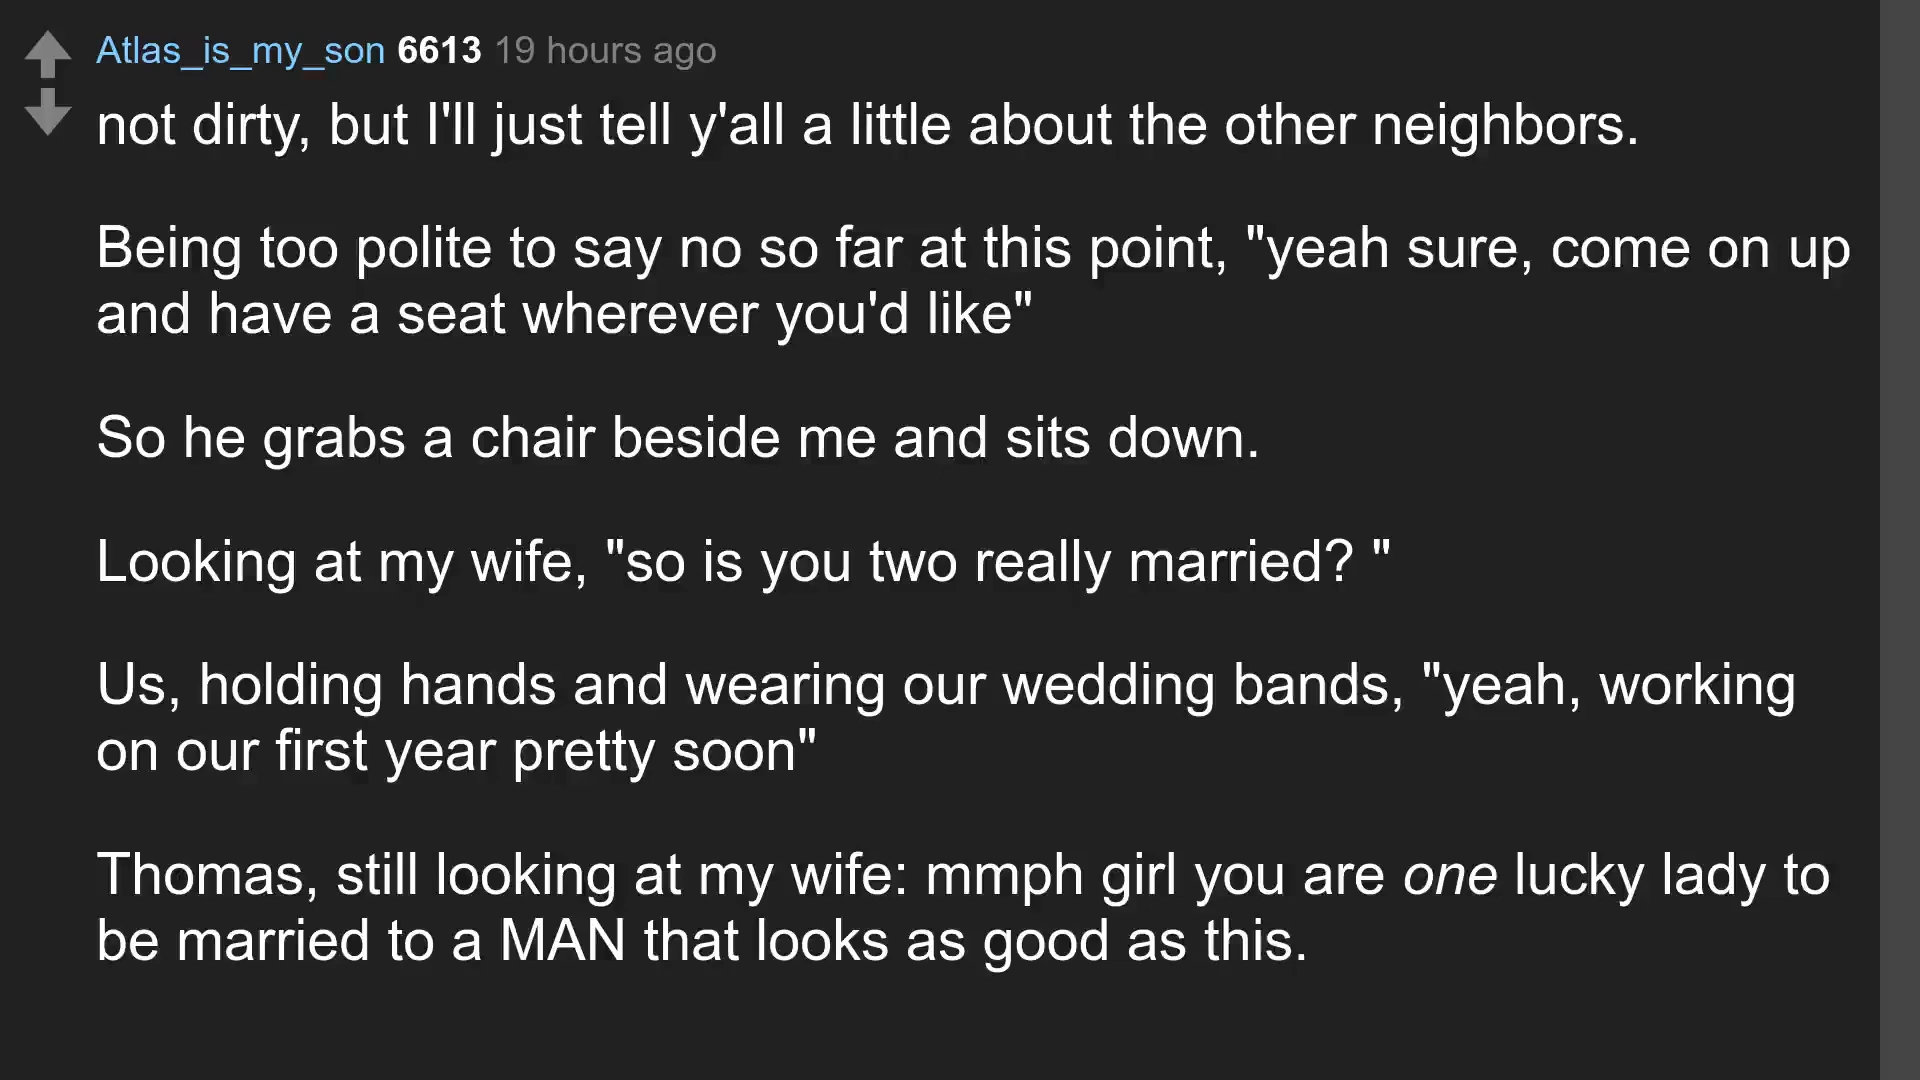 Atlas_is_my_son 6613 19 hours ago
not dirty, but I'll just tell y'all a little about the other neighbors.
Being too polite to say no so far at this point, "yeah sure, come on up
and have a seat wherever you'd like"
So he grabs a chair beside me and sits down.
Looking at my wife, "so is you two really married? "
Us, holding hands and wearing our wedding bands, "yeah, working
on our first year pretty soon"
Thomas, still looking at my wife: mmph girl you are one lucky lady to
be married to a MAN that looks as good as this.